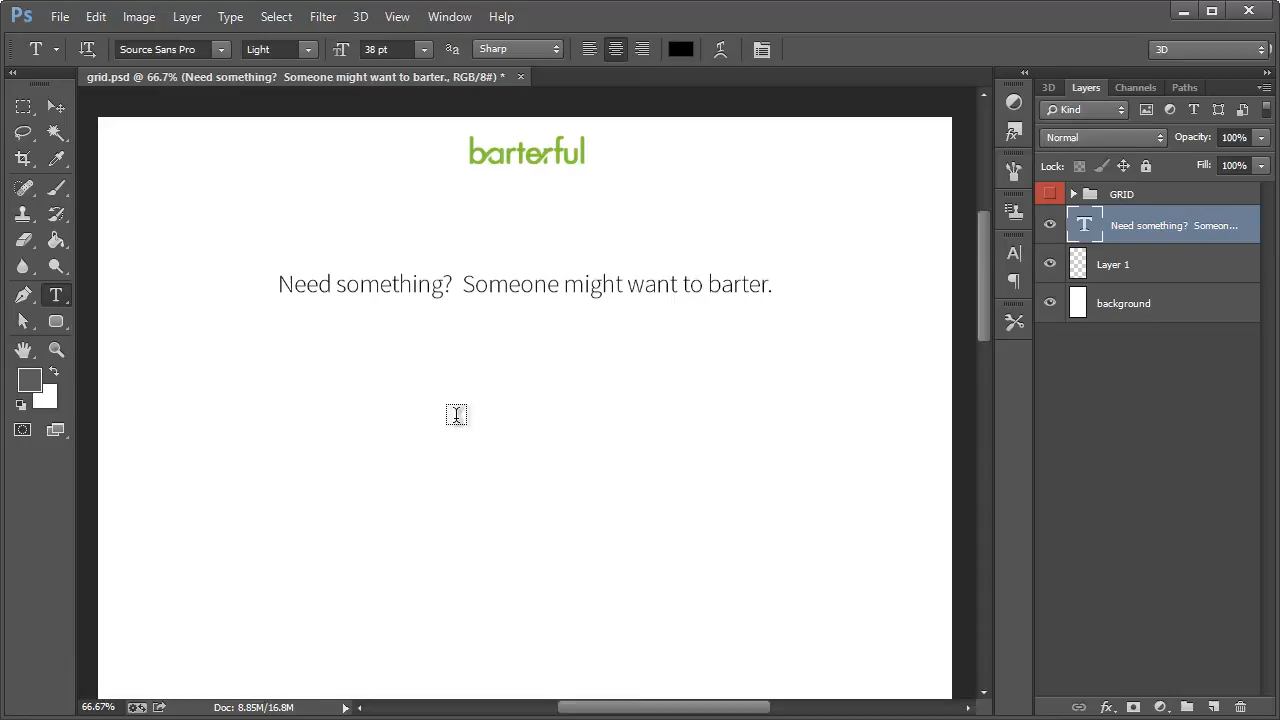 Ps File Edit Image Layer Type Select Filter 3D View Window Help
T Source Sans Pro Light 38 pt aa Sharp 3D
grid.psd @ 66.7% (Need something?  Someone might want to barter., RGB/8#) *
3D Layers Channels Paths
Kind
Normal Opacity: 100%
Lock: Fill: 100%
GRID
T Need something?  Someon...
Layer 1
background
barterful
Need something?  Someone might want to barter.
66.67% Doc: 8.85M/16.8M